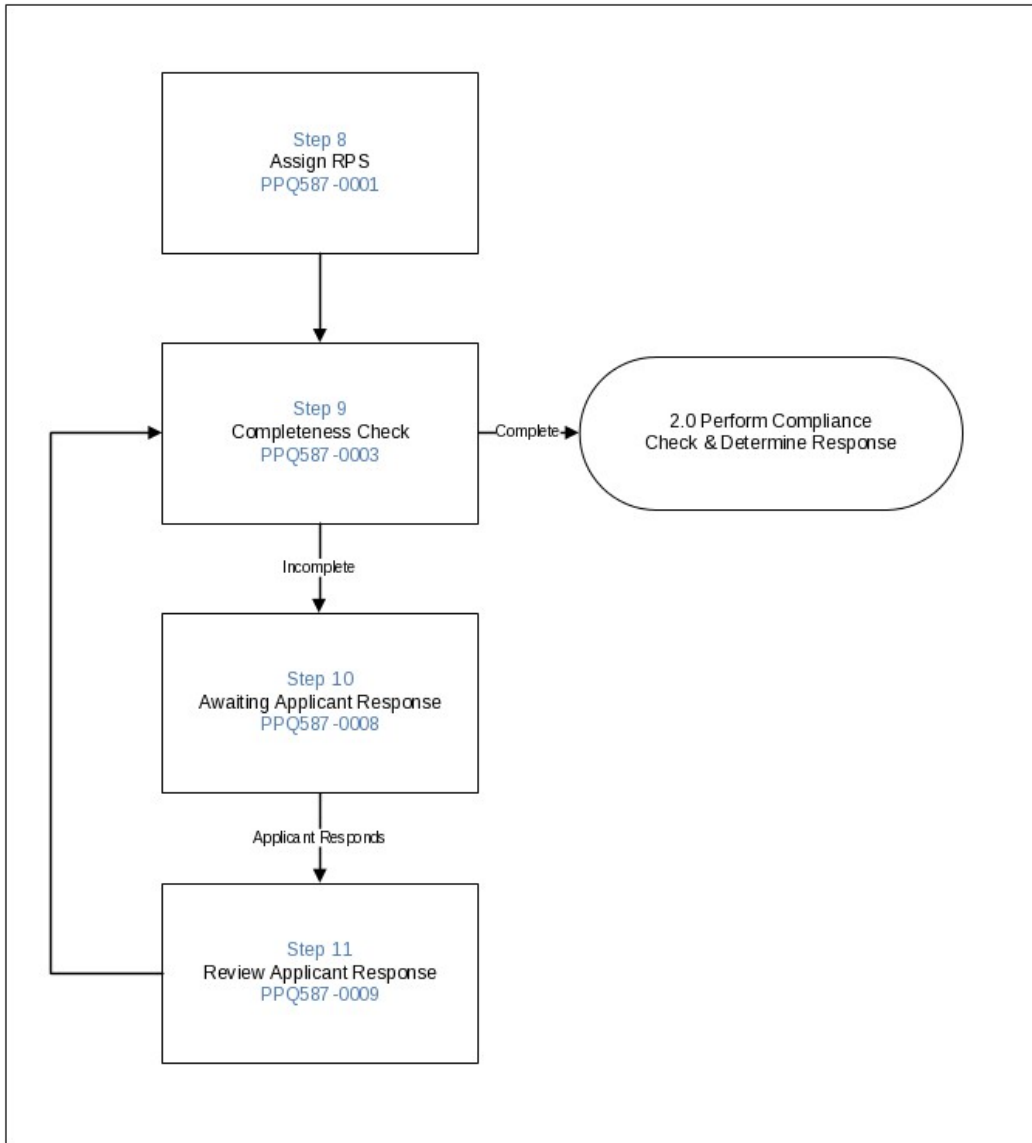 Step 8
Assign RPS
PPQ587-0001
Step 9
Completeness Check
PPQ587-0003
Complete
2.0 Perform Compliance
Check & Determine Response
Incomplete
Step 10
Awaiting Applicant Response
PPQ587-0008
Applicant Responds
Step 11
Review Applicant Response
PPQ587-0009